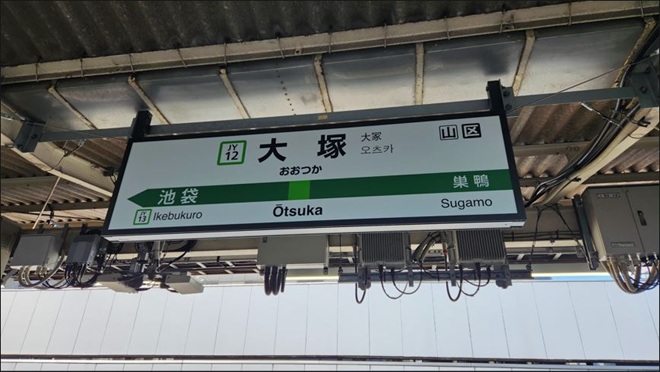 JY
12
大塚
おおつか
大冢
오츠카
山区
池袋
巣鴨
JY
13
Ikebukuro
Ōtsuka
Sugamo